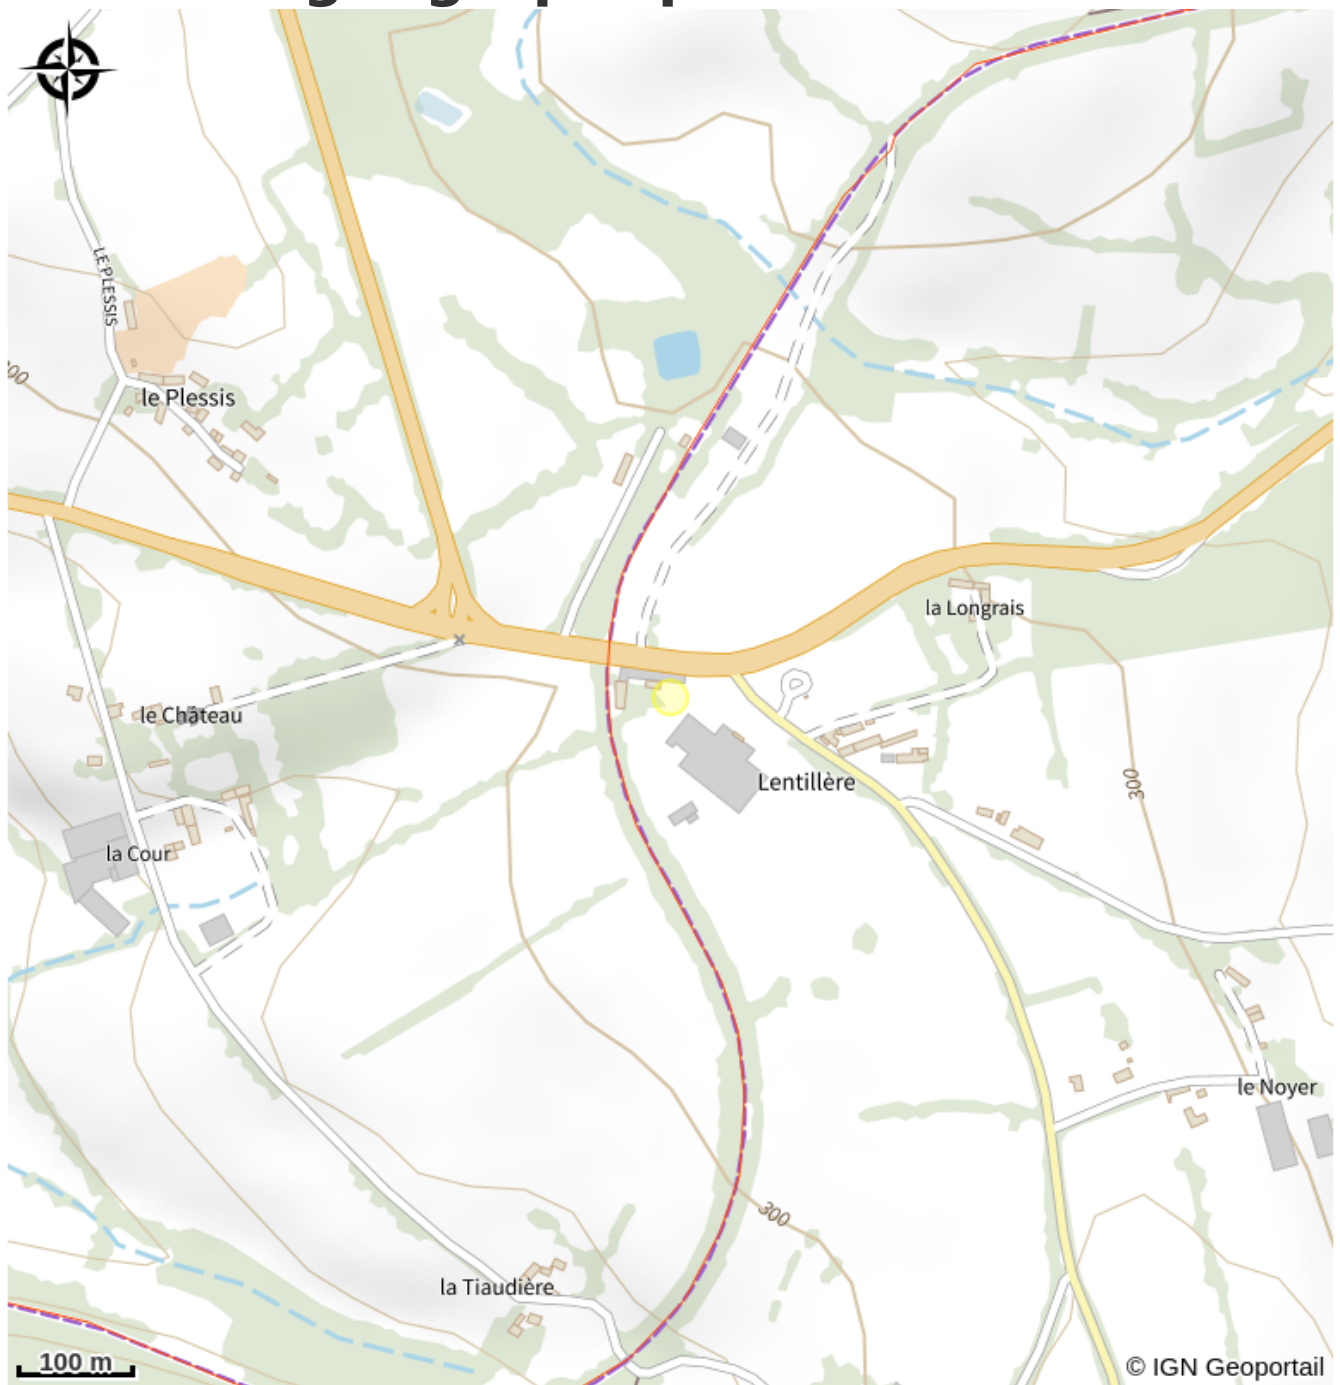 LE PLESSIS
le Plessis
la Longrais
le Château
Lentillère
300
la Cour
le Noyer
300
la Tiaudière
100 m
© IGN Geoportail